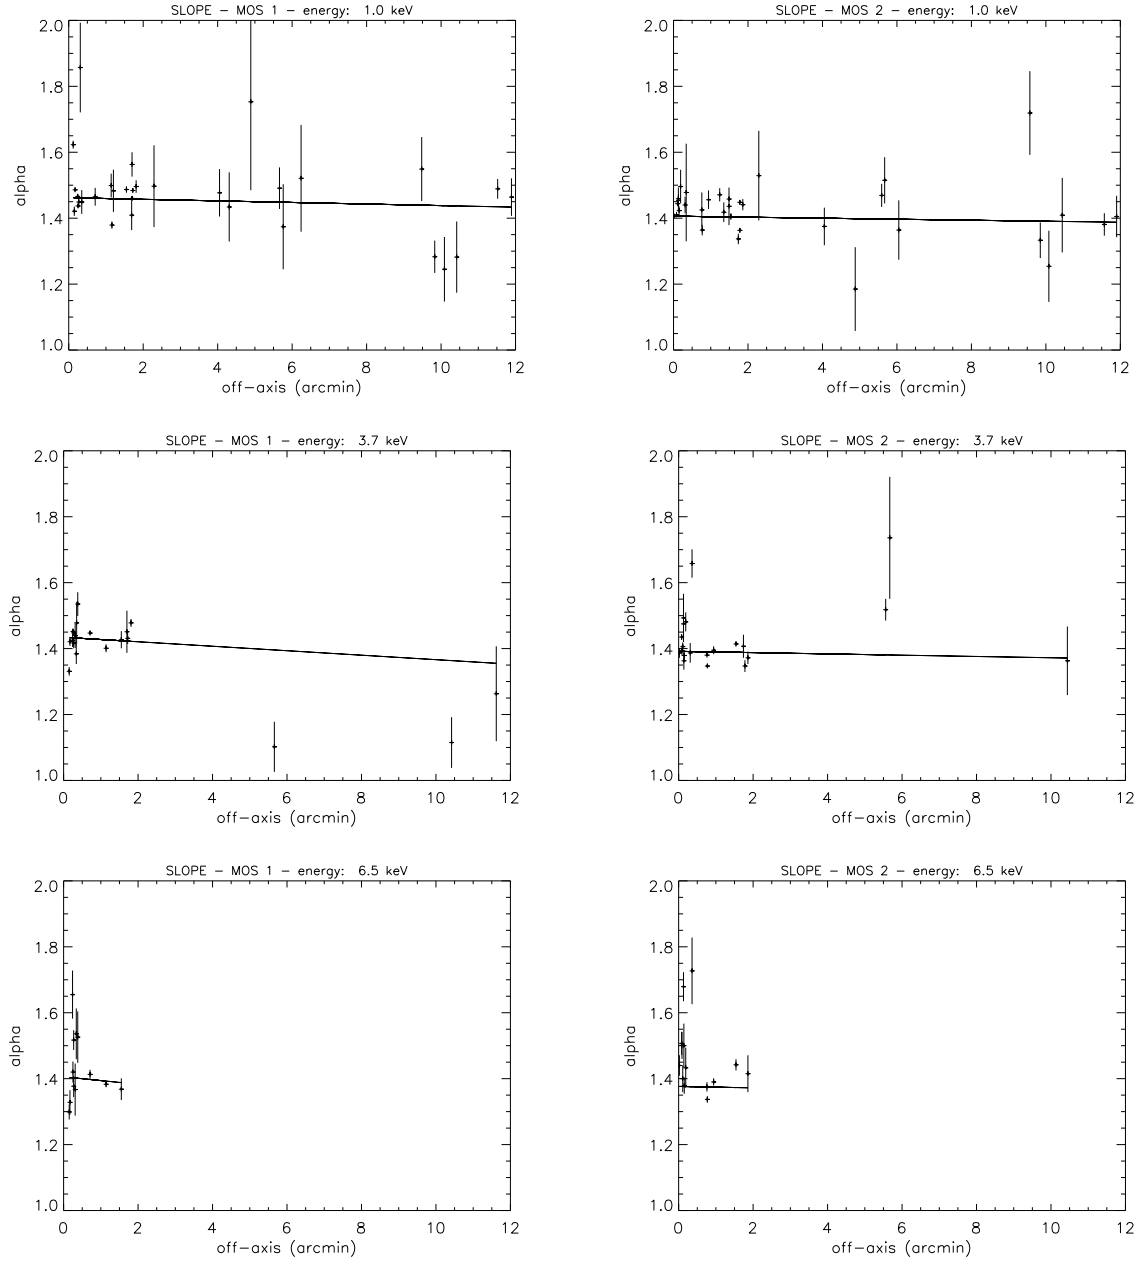 SLOPE − MOS 1 − energy: 1.0 keV
2.0
1.8
1.6
1.4
1.2
1.0
alpha
0 2 4 6 8 10 12
off−axis (arcmin)
SLOPE − MOS 2 − energy: 1.0 keV
2.0
1.8
1.6
1.4
1.2
1.0
alpha
0 2 4 6 8 10 12
off−axis (arcmin)
SLOPE − MOS 1 − energy: 3.7 keV
2.0
1.8
1.6
1.4
1.2
1.0
alpha
0 2 4 6 8 10 12
off−axis (arcmin)
SLOPE − MOS 2 − energy: 3.7 keV
2.0
1.8
1.6
1.4
1.2
1.0
alpha
0 2 4 6 8 10 12
off−axis (arcmin)
SLOPE − MOS 1 − energy: 6.5 keV
2.0
1.8
1.6
1.4
1.2
1.0
alpha
0 2 4 6 8 10 12
off−axis (arcmin)
SLOPE − MOS 2 − energy: 6.5 keV
2.0
1.8
1.6
1.4
1.2
1.0
alpha
0 2 4 6 8 10 12
off−axis (arcmin)